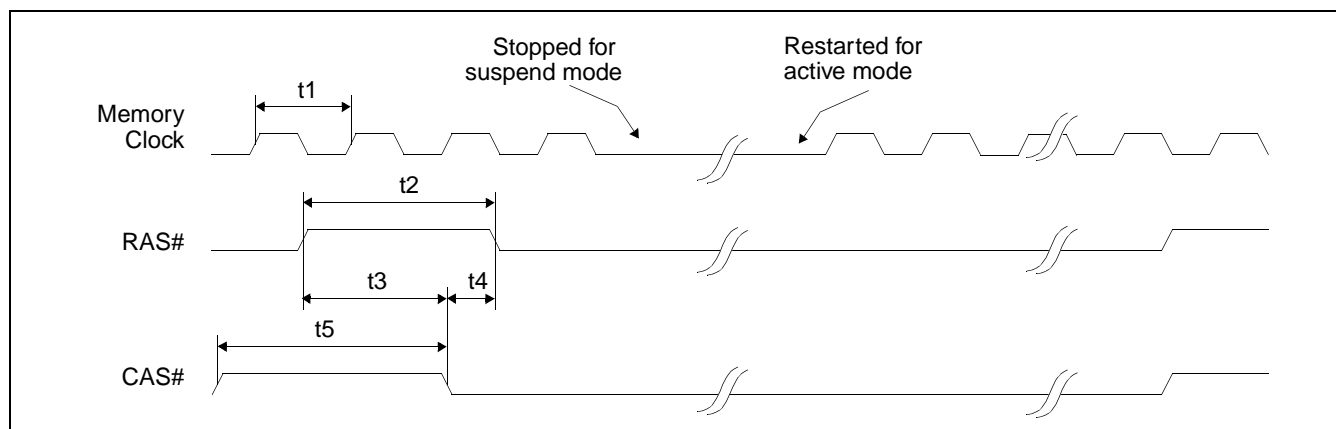 Stopped for
suspend mode
Restarted for
active mode
t1
Memory
Clock
t2
RAS#
t3
t4
t5
CAS#